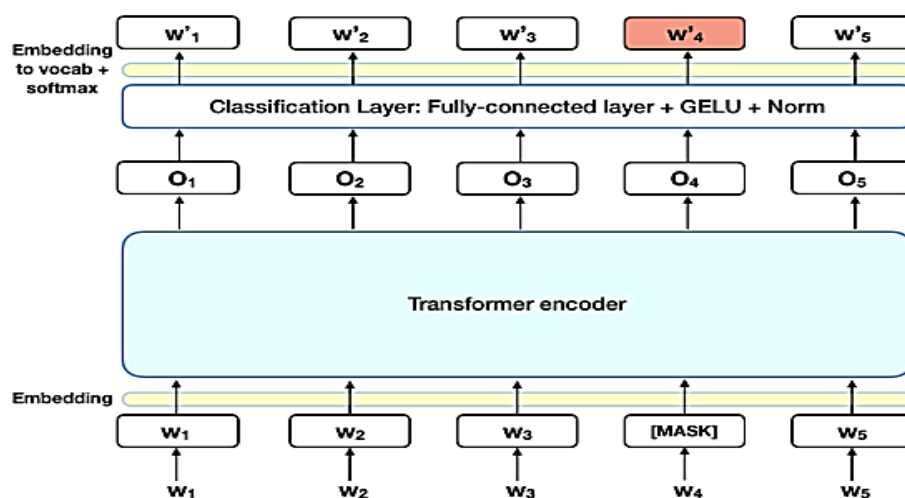 w'₁ w'₂ w'₃ w'₄ w'₅
Embedding
to vocab +
softmax
Classification Layer: Fully-connected layer + GELU + Norm
O₁ O₂ O₃ O₄ O₅
Transformer encoder
Embedding
w₁ w₂ w₃ [MASK] w₅
w₁ w₂ w₃ w₄ w₅